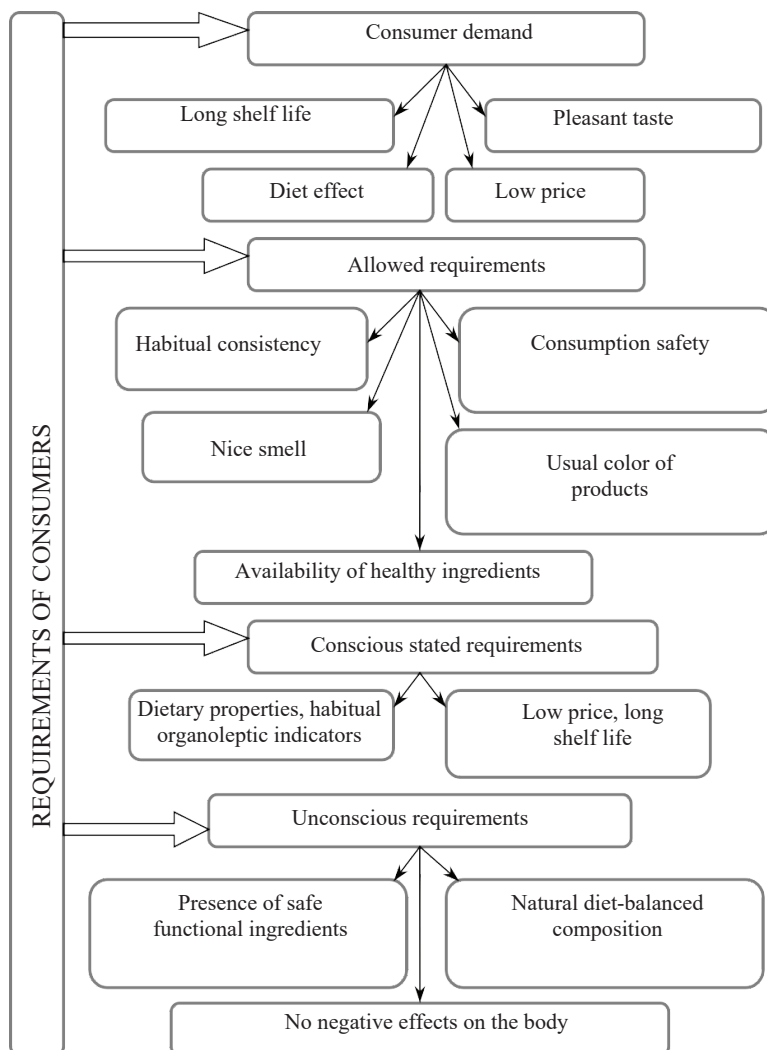 REQUIREMENTS OF CONSUMERS
Consumer demand
Long shelf life
Pleasant taste
Diet effect
Low price
Allowed requirements
Habitual consistency
Consumption safety
Nice smell
Usual color of
products
Availability of healthy ingredients
Conscious stated requirements
Dietary properties, habitual
organoleptic indicators
Low price, long
shelf life
Unconscious requirements
Presence of safe
functional ingredients
Natural diet-balanced
composition
No negative effects on the body